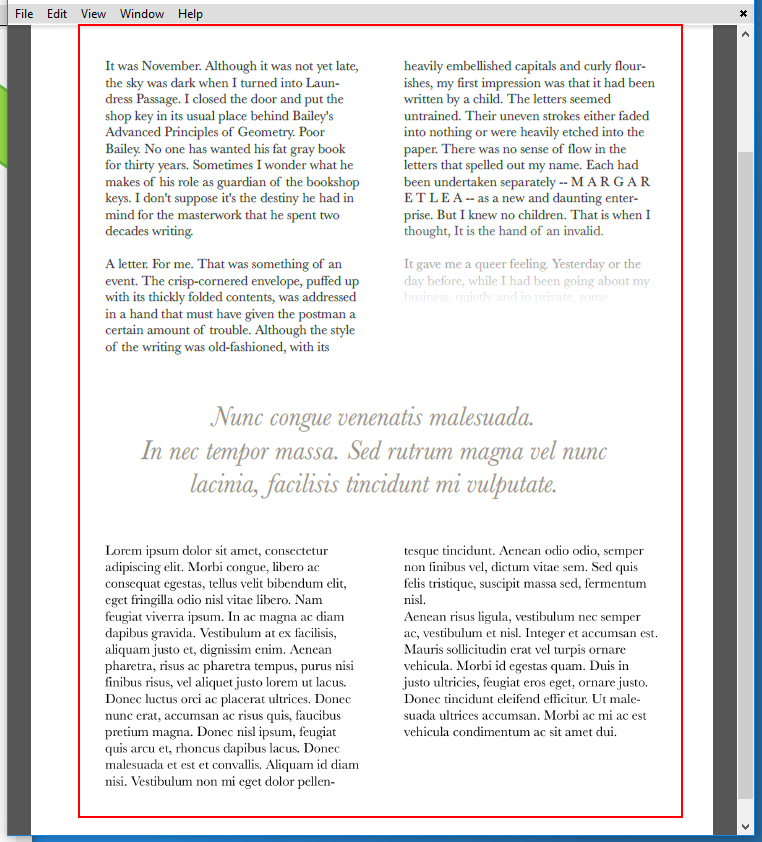 File Edit View Window Help
It was November. Although it was not yet late,
the sky was dark when I turned into Laun-
dress Passage. I closed the door and put the
shop key in its usual place behind Bailey's
Advanced Principles of Geometry. Poor
Bailey. No one has wanted his fat gray book
for thirty years. Sometimes I wonder what he
makes of his role as guardian of the bookshop
keys. I don't suppose it's the destiny he had in
mind for the masterwork that he spent two
decades writing.
A letter. For me. That was something of an
event. The crisp-cornered envelope, puffed up
with its thickly folded contents, was addressed
in a hand that must have given the postman a
certain amount of trouble. Although the style
of the writing was old-fashioned, with its
heavily embellished capitals and curly flour-
ishes, my first impression was that it had been
written by a child. The letters seemed
untrained. Their uneven strokes either faded
into nothing or were heavily etched into the
paper. There was no sense of flow in the
letters that spelled out my name. Each had
been undertaken separately -- M A R G A R
E T L E A -- as a new and daunting enter-
prise. But I knew no children. That is when I
thought, It is the hand of an invalid.
It gave me a queer feeling. Yesterday or the
day before, while I had been going about my
business, quietly and in private, some
Nunc congue venenatis malesuada.
In nec tempor massa. Sed rutrum magna vel nunc
lacinia, facilisis tincidunt mi vulputate.
Lorem ipsum dolor sit amet, consectetur
adipiscing elit. Morbi congue, libero ac
consequat egestas, tellus velit bibendum elit,
eget fringilla odio nisl vitae libero. Nam
feugiat viverra ipsum. In ac magna ac diam
dapibus gravida. Vestibulum at ex facilisis,
aliquam justo et, dignissim enim. Aenean
pharetra, risus ac pharetra tempus, purus nisi
finibus risus, vel aliquet justo lorem ut lacus.
Donec luctus orci ac placerat ultrices. Donec
nunc erat, accumsan ac risus quis, faucibus
pretium magna. Donec nisl ipsum, feugiat
quis arcu et, rhoncus dapibus lacus. Donec
malesuada et est et convallis. Aliquam id diam
nisi. Vestibulum non mi eget dolor pellen-
tesque tincidunt. Aenean odio odio, semper
non finibus vel, dictum vitae sem. Sed quis
felis tristique, suscipit massa sed, fermentum
nisl.
Aenean risus ligula, vestibulum nec semper
ac, vestibulum et nisl. Integer et accumsan est.
Mauris sollicitudin erat vel turpis ornare
vehicula. Morbi id egestas quam. Duis in
justo ultricies, feugiat eros eget, ornare justo.
Donec tincidunt eleifend efficitur. Ut male-
suada ultrices accumsan. Morbi ac mi ac est
vehicula condimentum ac sit amet dui.